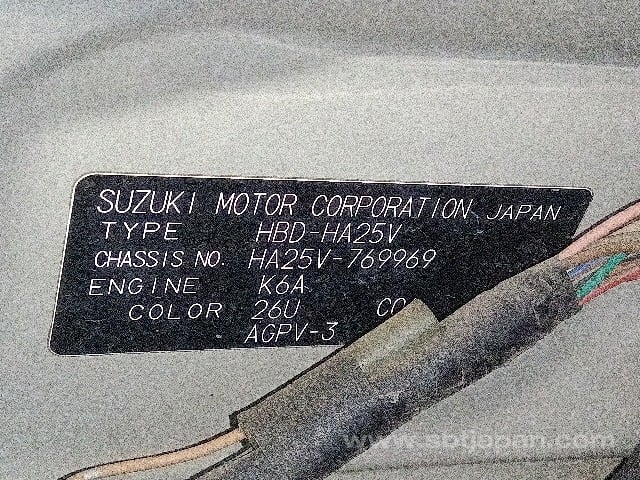 SUZUKI MOTOR CORPORATION, JAPAN
TYPE HBD-HA25V
CHASSIS NO. HA25V-769969
ENGINE K6A
COLOR 26U CO
AGPV-3
www.sbtjapan.com